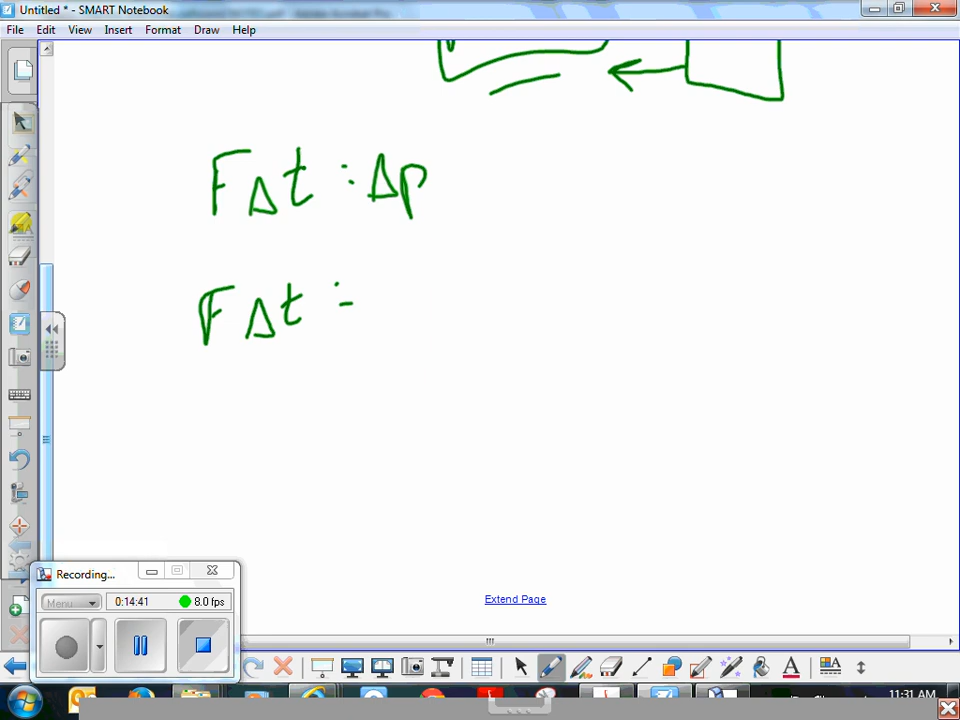 Untitled * - SMART Notebook
File Edit View Insert Format Draw Help
FΔt = Δp
FΔt =
Recording...
Menu 0:14:41 8.0 fps
Extend Page
A
11:31 AM